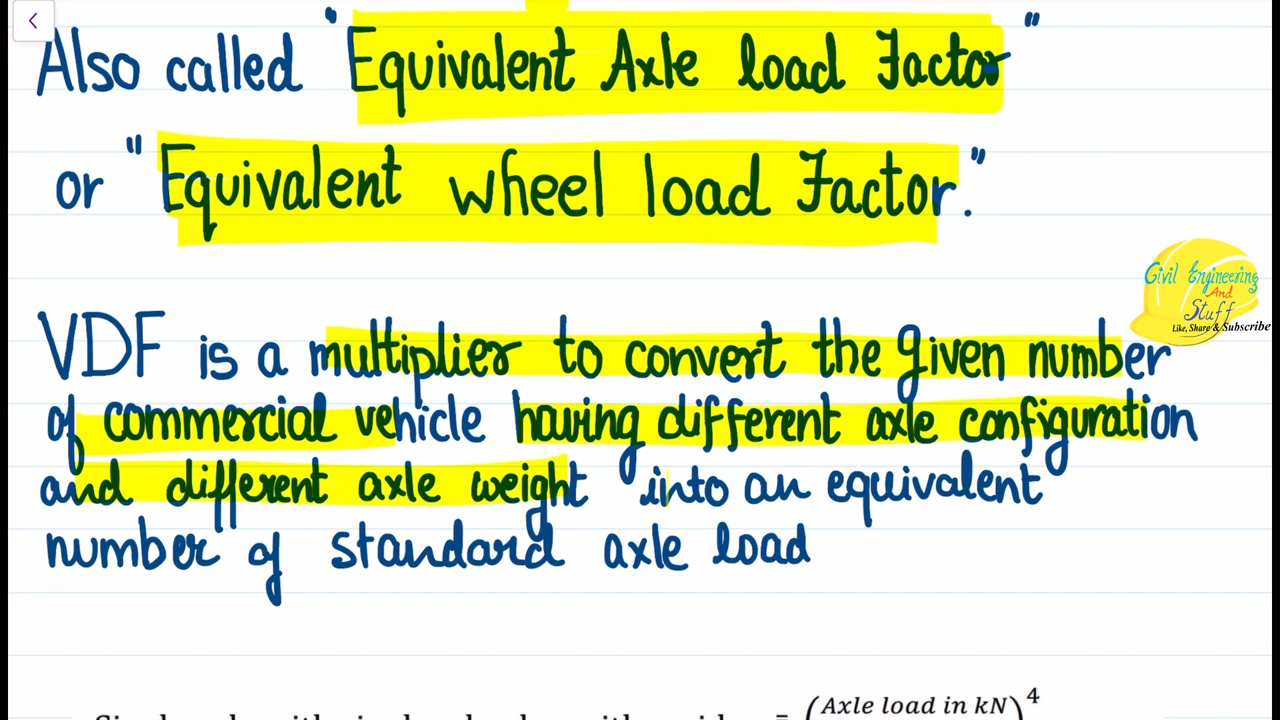 Also called "Equivalent Axle load Factor"
or "Equivalent wheel load Factor."
Civil Engineering
And
Stuff
Like, Share & Subscribe
VDF is a multiplier to convert the given number
of commercial vehicle having different axle configuration
and different axle weight into an equivalent
number of standard axle load
= (Axle load in kN)^4